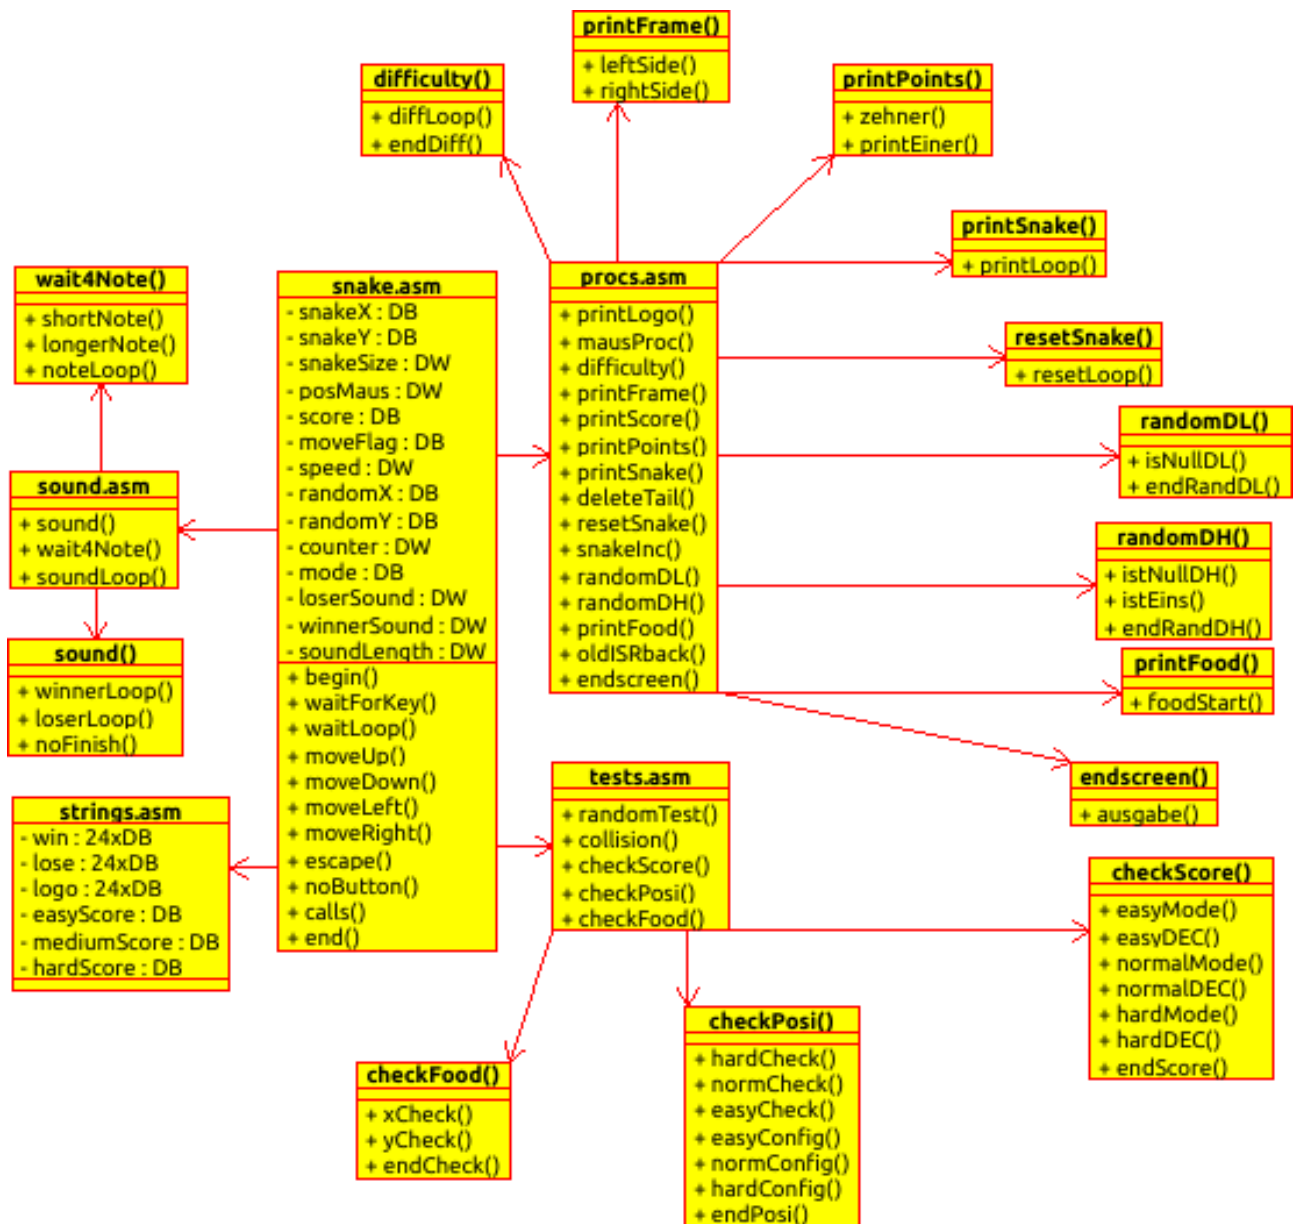 printFrame()
+ leftSide()
+ rightSide()
difficulty()
+ diffLoop()
+ endDiff()
printPoints()
+ zehner()
+ printEiner()
printSnake()
+ printLoop()
wait4Note()
+ shortNote()
+ longerNote()
+ noteLoop()
snake.asm
- snakeX : DB
- snakeY : DB
- snakeSize : DW
- posMaus : DW
- score : DB
- moveFlag : DB
- speed : DW
- randomX : DB
- randomY : DB
- counter : DW
- mode : DB
- loserSound : DW
- winnerSound : DW
- soundLength : DW
+ begin()
+ waitForKey()
+ waitLoop()
+ moveUp()
+ moveDown()
+ moveLeft()
+ moveRight()
+ escape()
+ noButton()
+ calls()
+ end()
procs.asm
+ printLogo()
+ mausProc()
+ difficulty()
+ printFrame()
+ printScore()
+ printPoints()
+ printSnake()
+ deleteTail()
+ resetSnake()
+ snakeInc()
+ randomDL()
+ randomDH()
+ printFood()
+ oldISRback()
+ endscreen()
resetSnake()
+ resetLoop()
randomDL()
+ isNullDL()
+ endRandDL()
sound.asm
+ sound()
+ wait4Note()
+ soundLoop()
randomDH()
+ istNullDH()
+ istEins()
+ endRandDH()
sound()
+ winnerLoop()
+ loserLoop()
+ noFinish()
printFood()
+ foodStart()
endscreen()
+ ausgabe()
strings.asm
- win : 24xDB
- lose : 24xDB
- logo : 24xDB
- easyScore : DB
- mediumScore : DB
- hardScore : DB
tests.asm
+ randomTest()
+ collision()
+ checkScore()
+ checkPosi()
+ checkFood()
checkScore()
+ easyMode()
+ easyDEC()
+ normalMode()
+ normalDEC()
+ hardMode()
+ hardDEC()
+ endScore()
checkFood()
+ xCheck()
+ yCheck()
+ endCheck()
checkPosi()
+ hardCheck()
+ normCheck()
+ easyCheck()
+ easyConfig()
+ normConfig()
+ hardConfig()
+ endPosi()